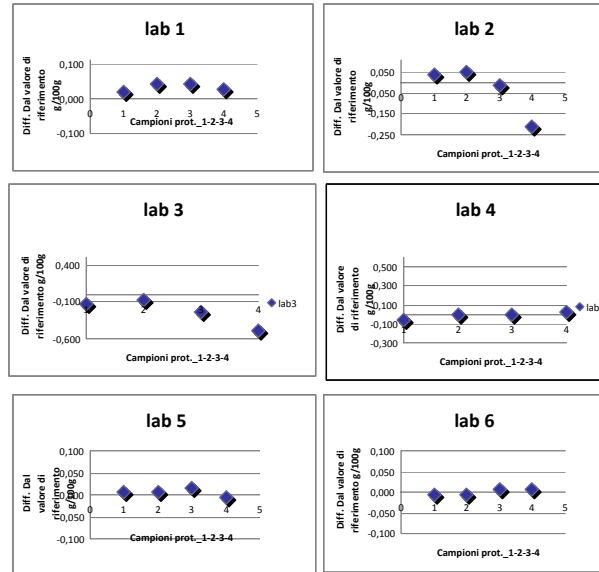 lab 1
Diff. Dal valore di
riferimento
g/100g
0,100
0,000
-0,100
0 1 2 3 4 5
Campioni prot._1-2-3-4
lab 2
Diff. Dal valore di
riferimento
g/100g
0,050
-0,050
-0,150
-0,250
0 1 2 3 4 5
Campioni prot._1-2-3-4
lab 3
Diff. Dal valore di
riferimento g/100g
0,400
-0,100
-0,600
1 2 3 4
lab3
Campioni prot._1-2-3-4
lab 4
Diff. Dal valore
di riferimento
g/100g
0,500
0,300
0,100
-0,100
-0,300
1 2 3 4
lab
Campioni prot._1-2-3-4
lab 5
Diff. Dal
valore di
riferimento
g/100g
0,100
0,050
0,000
-0,050
-0,100
0 1 2 3 4 5
Campioni prot._1-2-3-4
lab 6
Diff. Dal valore di
riferimento g/100g
0,100
0,050
0,000
-0,050
-0,100
0 1 2 3 4 5
Campioni prot._1-2-3-4